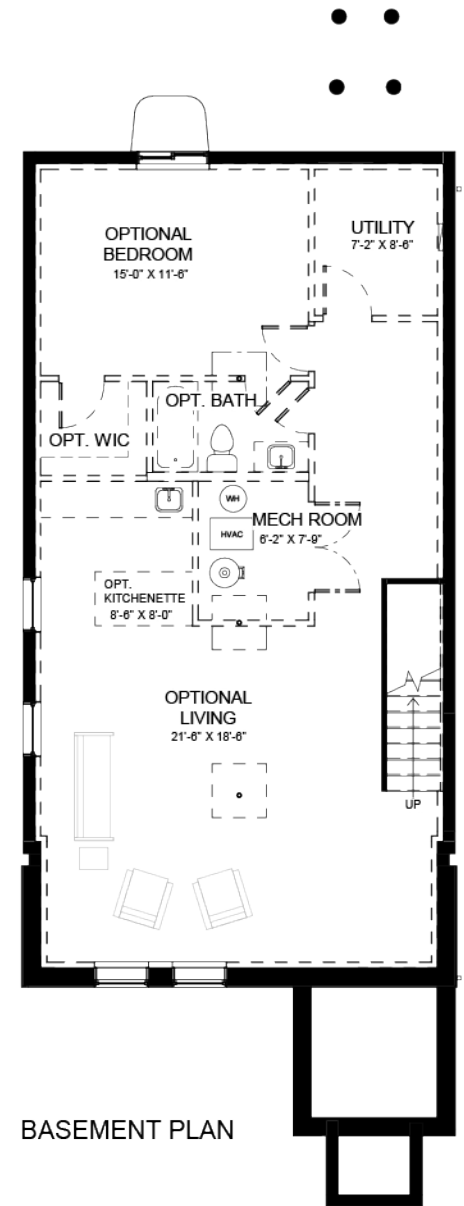 OPTIONAL
BEDROOM
15'-0" X 11'-6"
UTILITY
7'-2" X 8'-6"
OPT. BATH
OPT. WIC
WH
HVAC
MECH ROOM
6'-2" X 7'-9"
OPT.
KITCHENETTE
8'-6" X 8'-0"
OPTIONAL
LIVING
21'-6" X 18'-6"
UP
BASEMENT PLAN